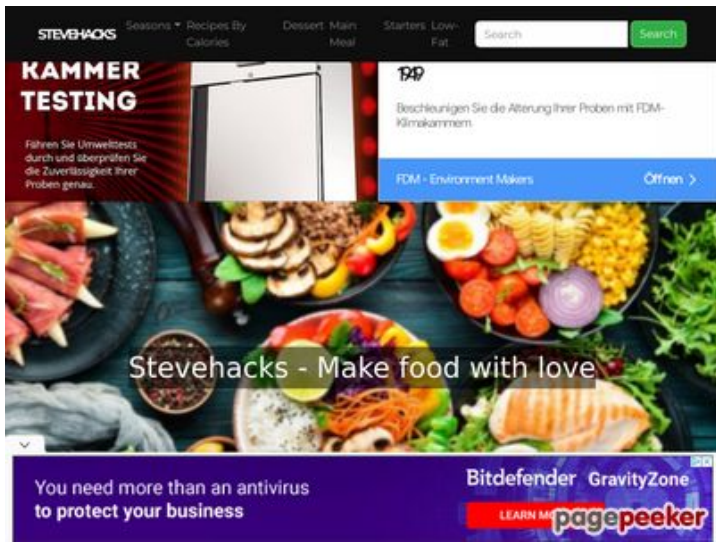 STEVEHACKS
Seasons
Recipes By
Calories
Dessert
Main
Meal
Starters
Low-
Fat
Search
Search
KAMMER
TESTING
Führen Sie Umwelttests
durch und überprüfen Sie
die Zuverlässigkeit Ihrer
Proben genau.
1949
Beschleunigen Sie die Alterung Ihrer Proben mit FDM-
Klimakammern
FDM - Environment Makers
Öffnen
Stevehacks - Make food with love
You need more than an antivirus
to protect your business
Bitdefender GravityZone
LEARN
pagepeeker